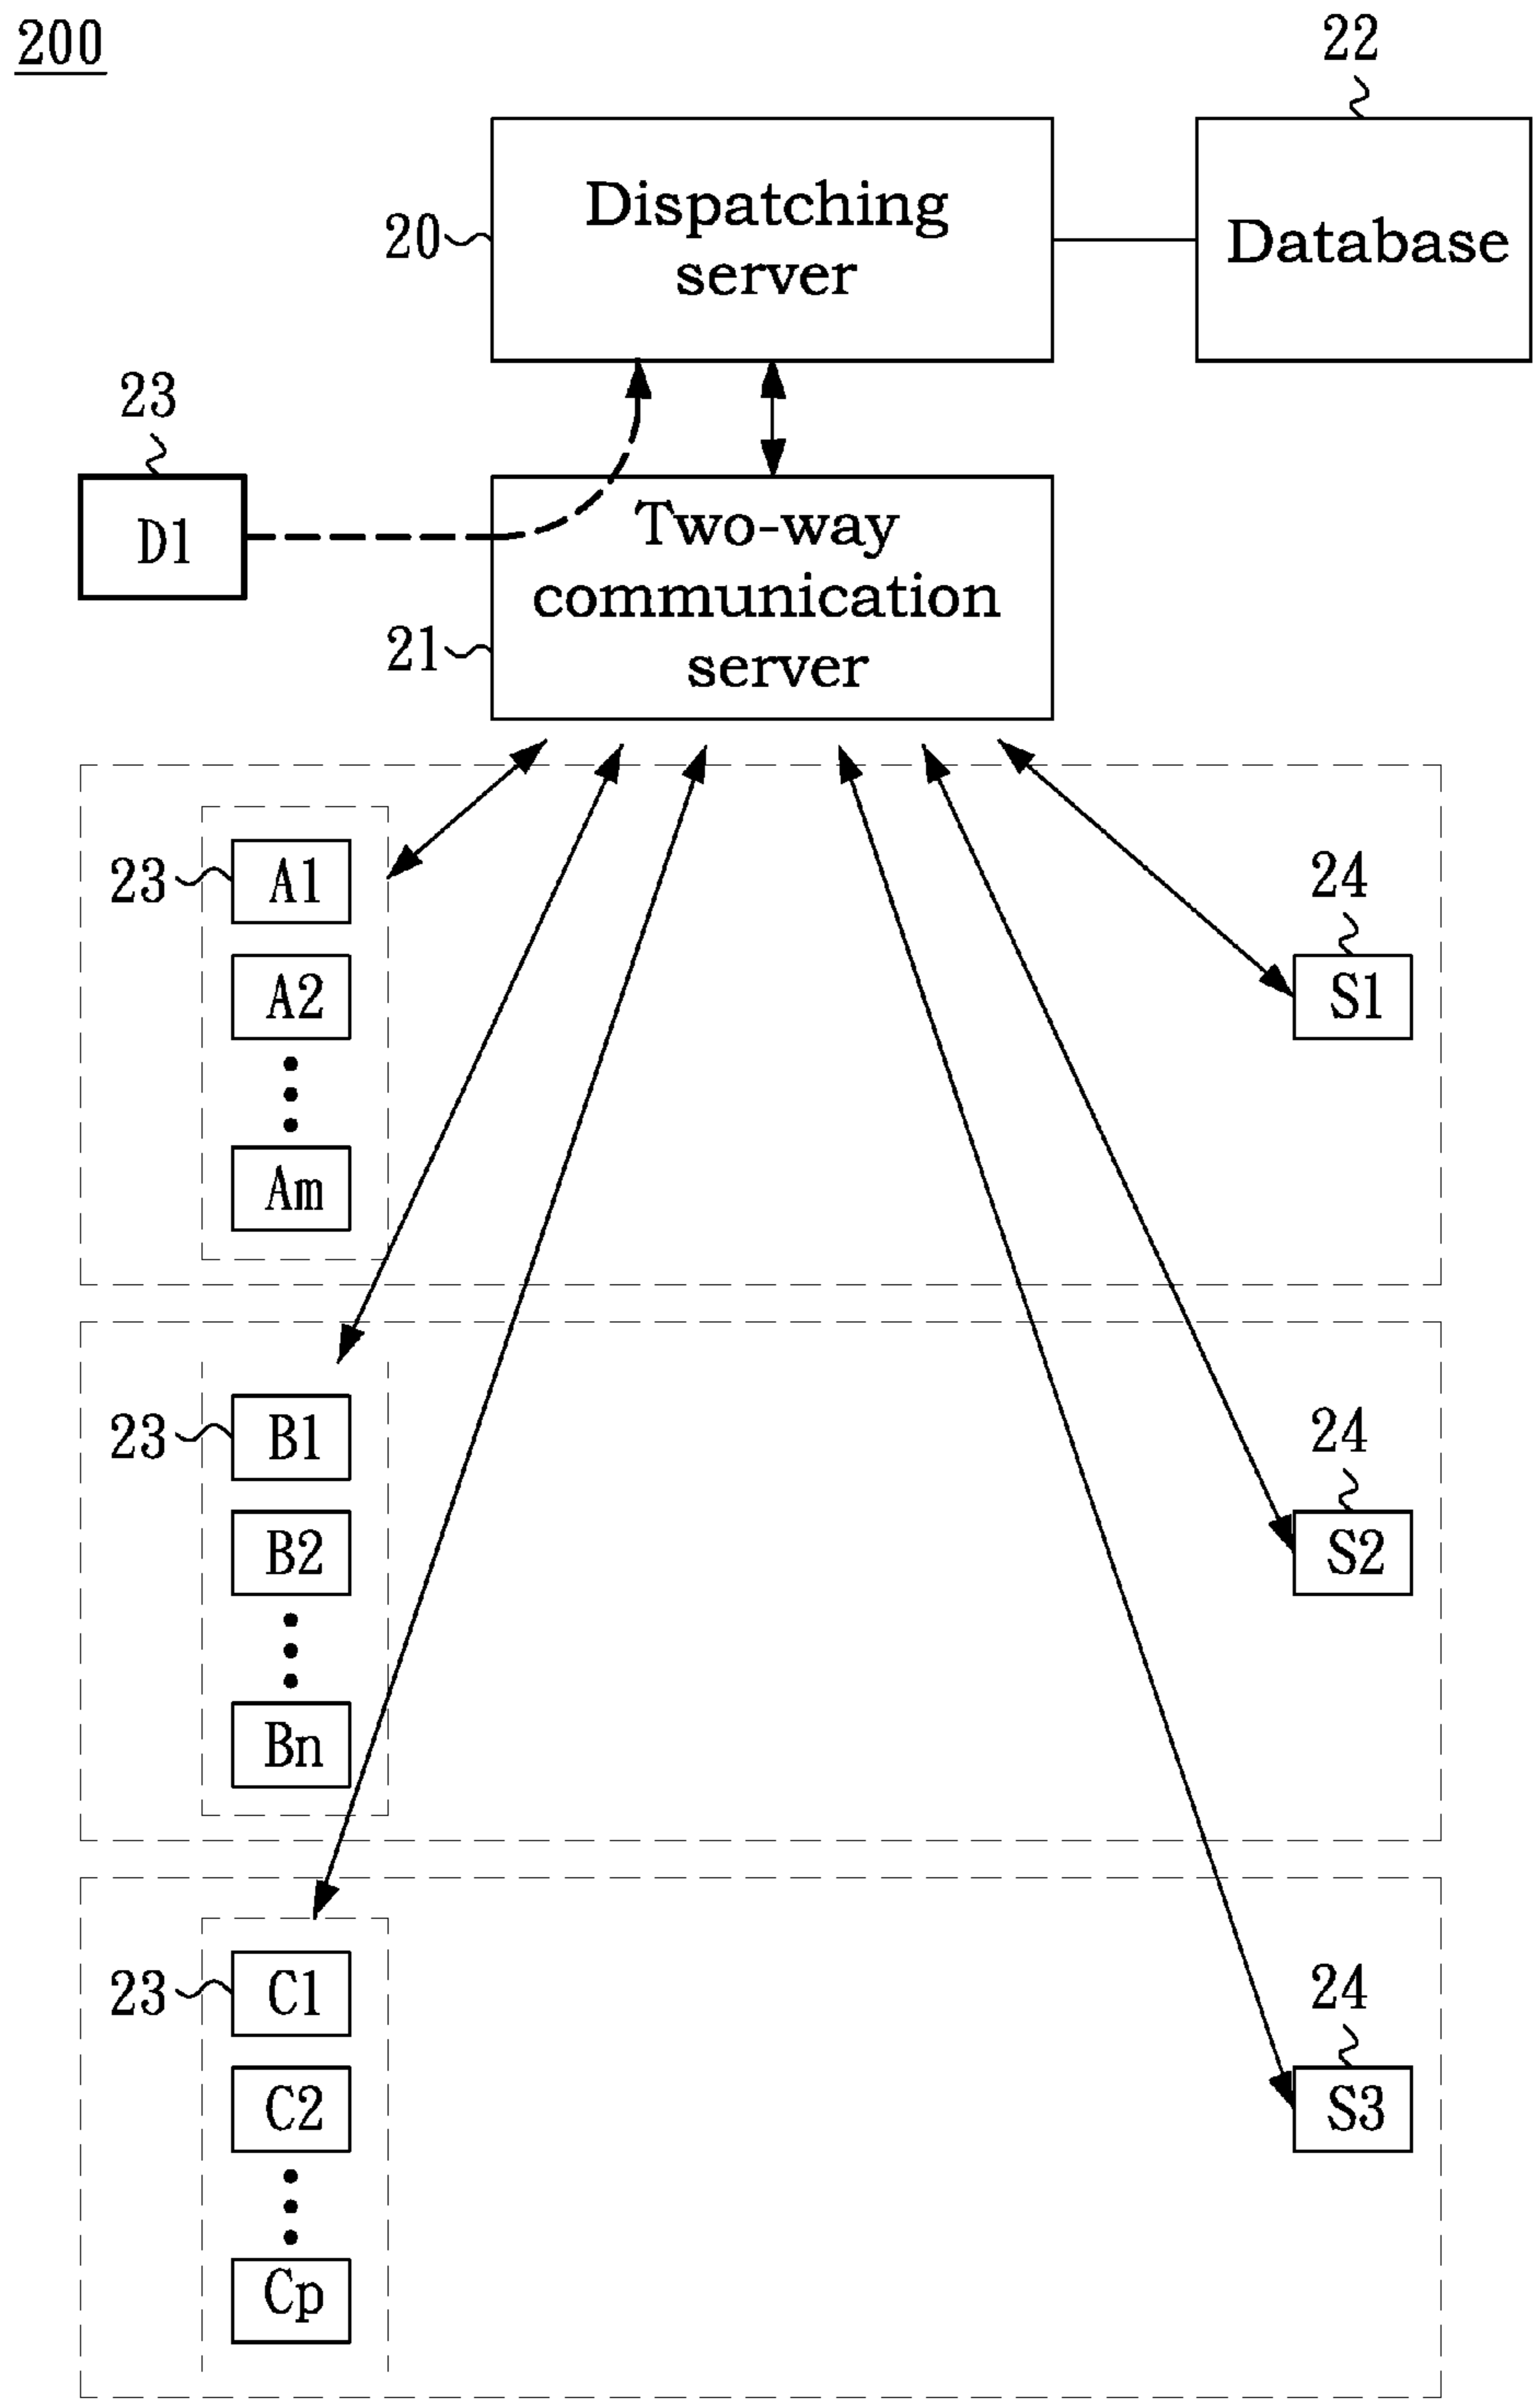 200
22
Dispatching
server
20
Database
23
D1
Two-way
communication
server
21
23
A1
24
A2
S1
Am
23
B1
24
B2
S2
Bn
23
C1
24
C2
S3
Cp